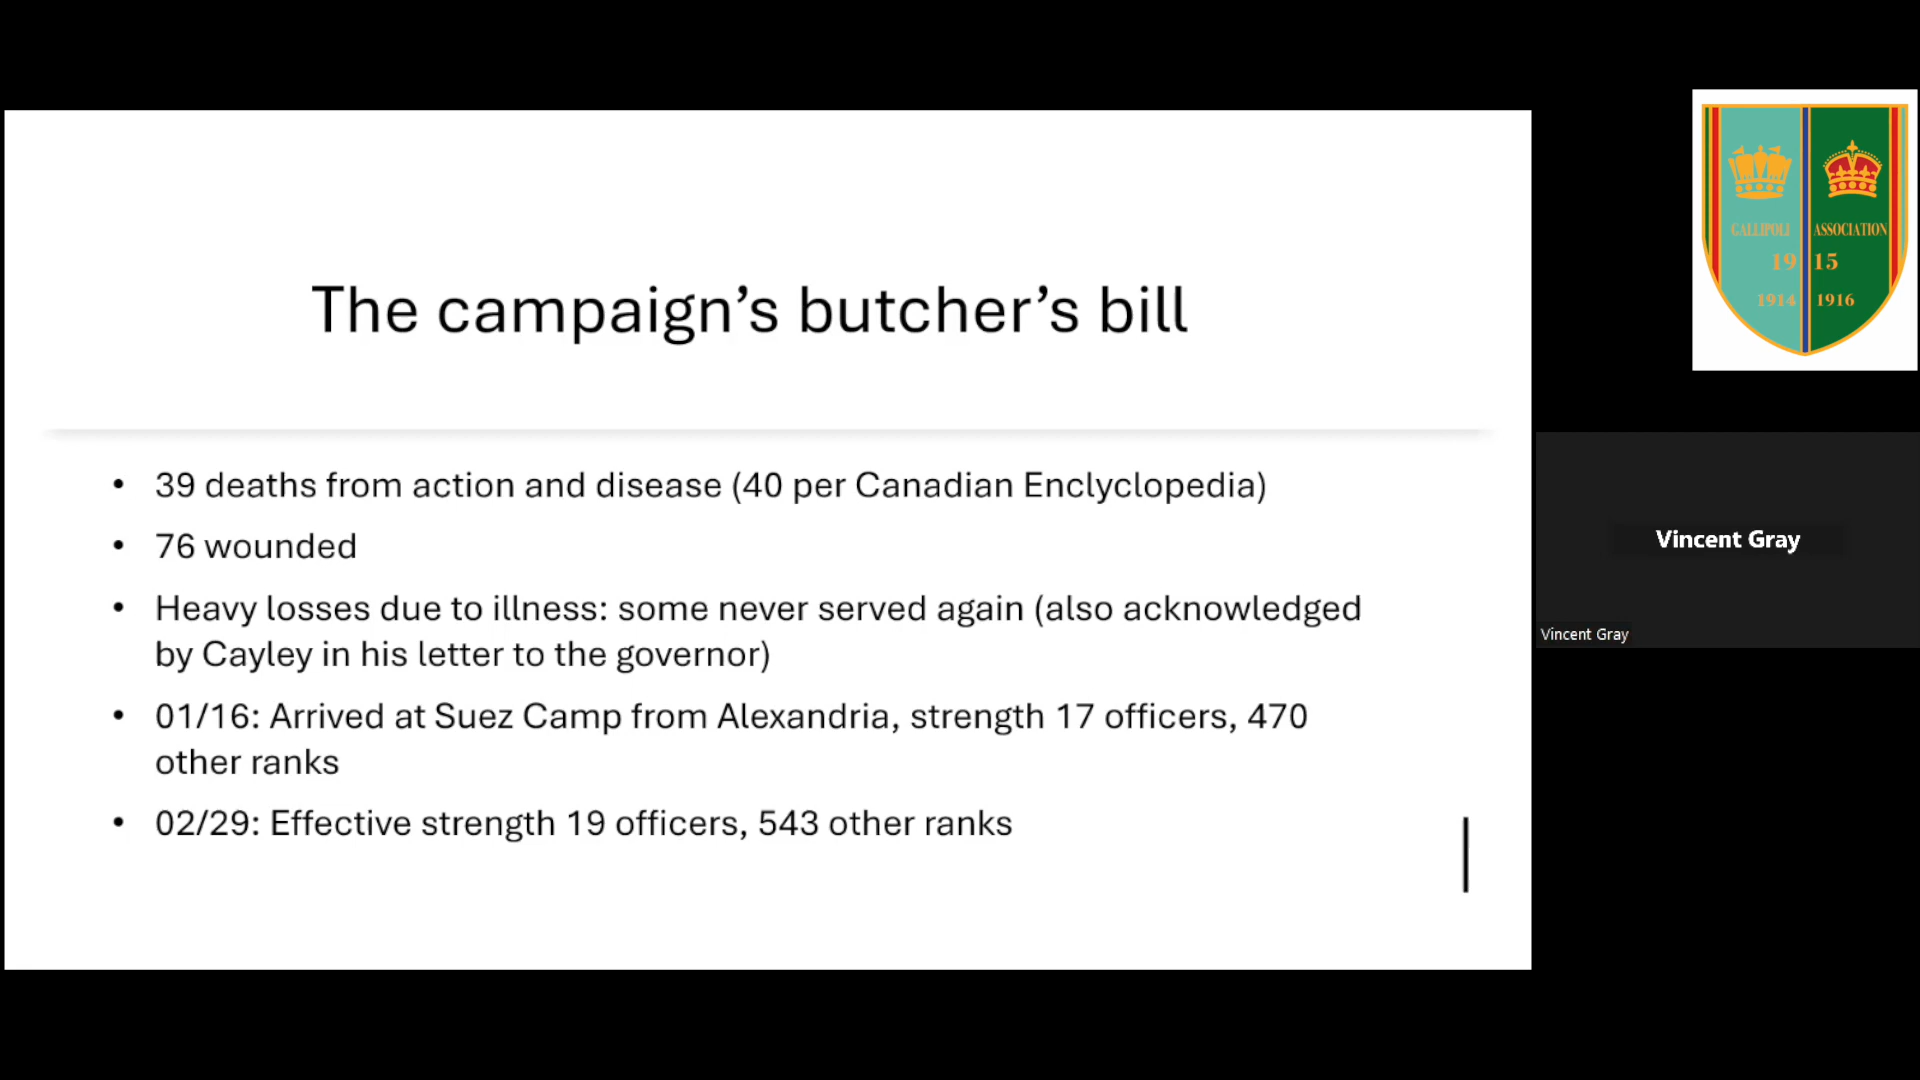 The campaign’s butcher’s bill
• 39 deaths from action and disease (40 per Canadian Enclyclopedia)
• 76 wounded
• Heavy losses due to illness: some never served again (also acknowledged
by Cayley in his letter to the governor)
• 01/16: Arrived at Suez Camp from Alexandria, strength 17 officers, 470
other ranks
• 02/29: Effective strength 19 officers, 543 other ranks
GALLIPOLI ASSOCIATION
19 15
1914 1916
Vincent Gray
Vincent Gray